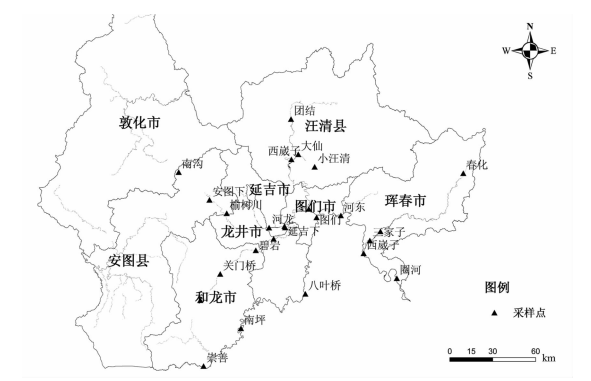 N
W E
S
团结
汪清县
敦化市
大仙
西崴子
小汪清
春化
南沟
延吉市
安图下
珲春市
榆树川
图们市
河东
河龙
图们
龙井市
延吉下
三家子
碧石
西崴子
安图县
关门桥
圈河
八叶桥
和龙市
图例
采样点
南坪
崇善
0 15 30 60 km